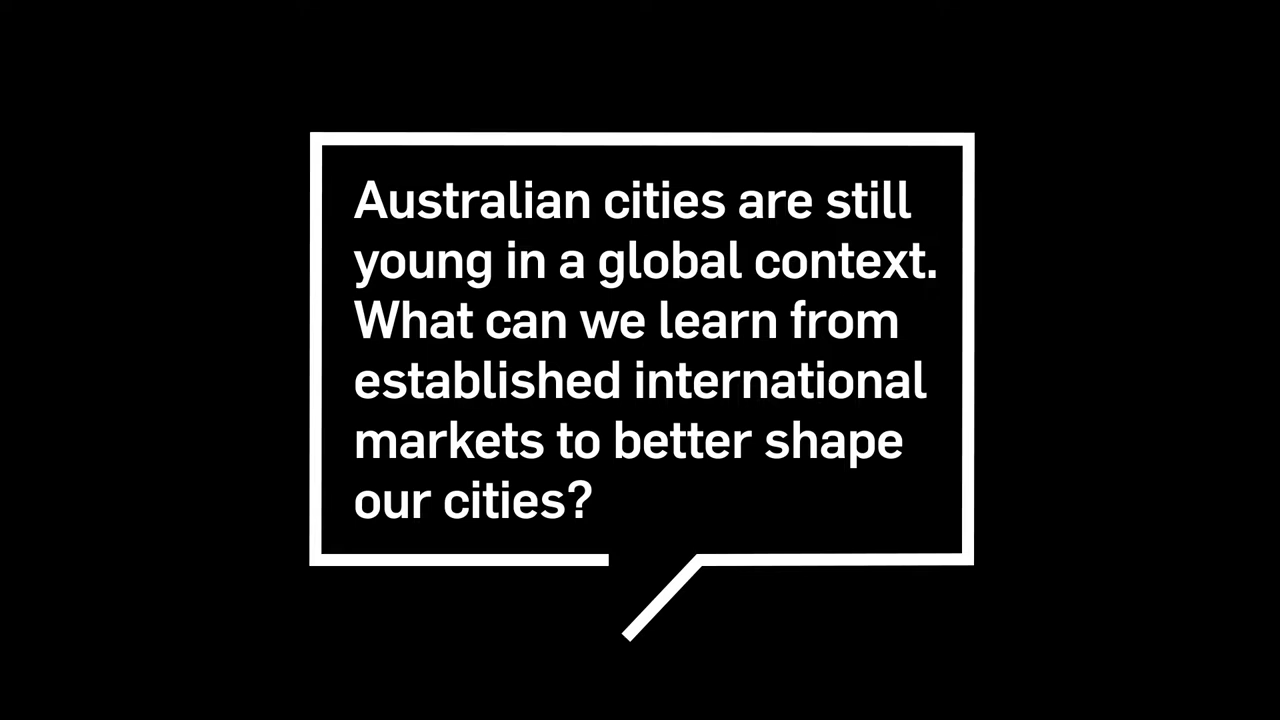 Australian cities are still
young in a global context.
What can we learn from
established international
markets to better shape
our cities?